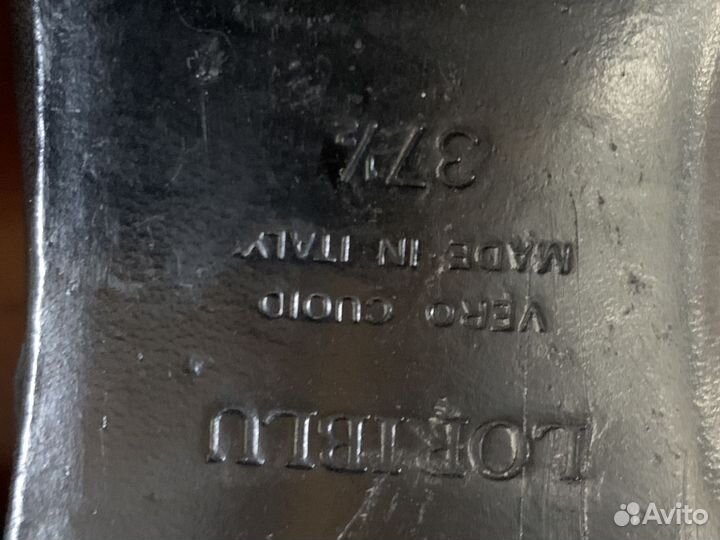 LORIBLU
VERO CUOIO
MADE IN ITALY
37½
Avito